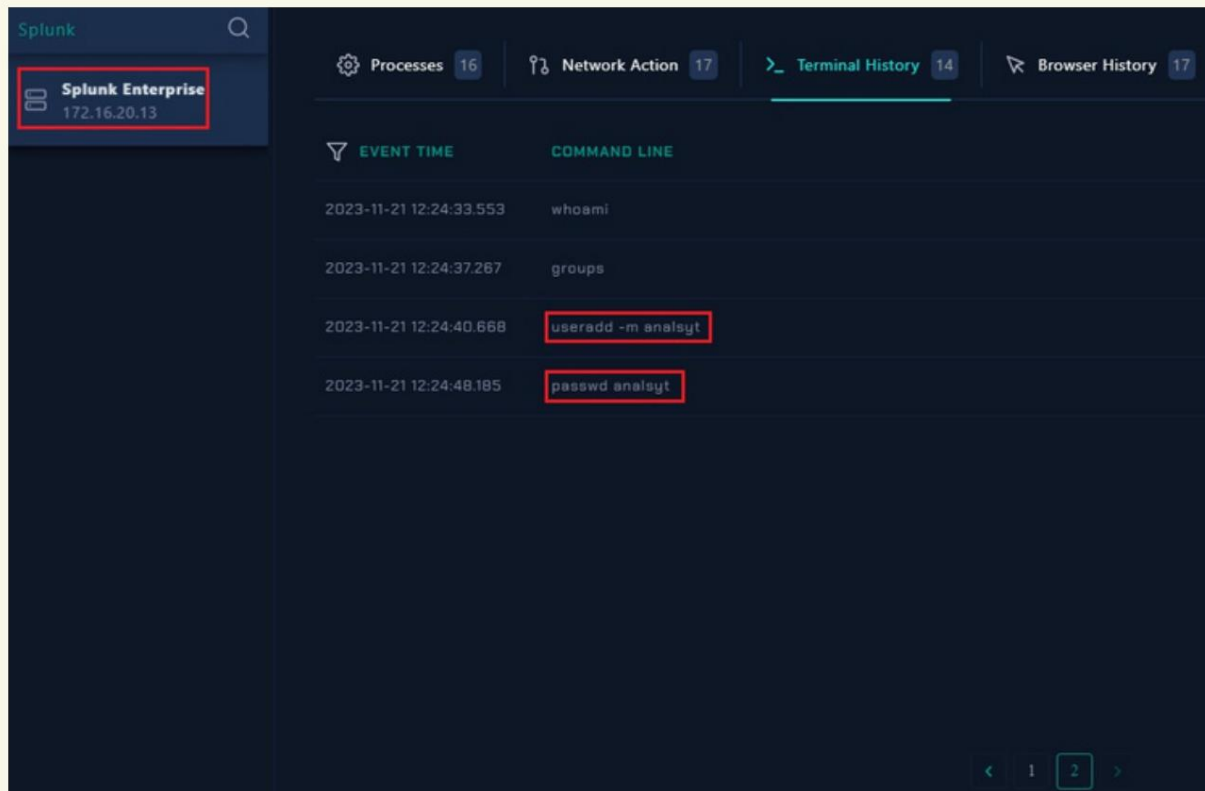 Splunk
Splunk Enterprise
172.16.20.13
Processes 16 Network Action 17 >_ Terminal History 14 Browser History 17
EVENT TIME COMMAND LINE
2023-11-21 12:24:33.553 whoami
2023-11-21 12:24:37.267 groups
2023-11-21 12:24:40.668 useradd -m analsyt
2023-11-21 12:24:48.185 passwd analsyt
< 1 2 >